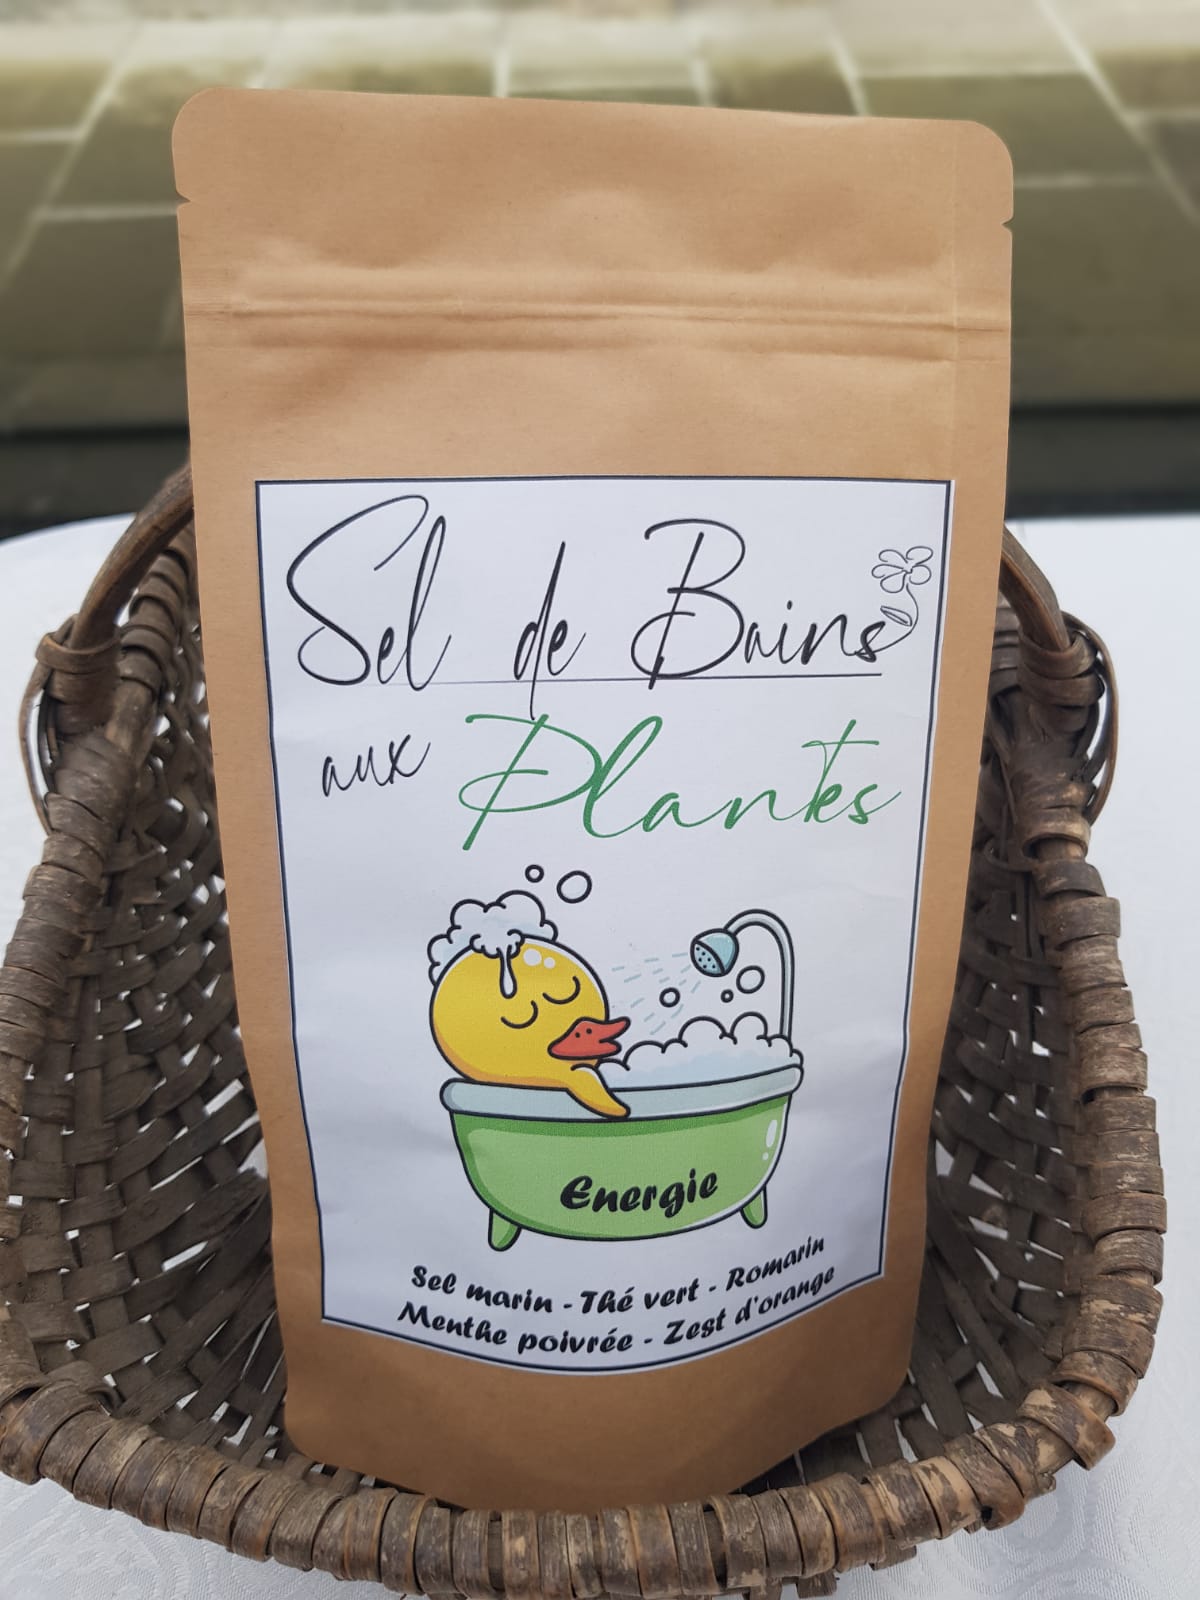 Sel de Bains
aux Plantes
Energie
Sel marin - Thé vert - Romarin
Menthe poivrée - Zest d'orange